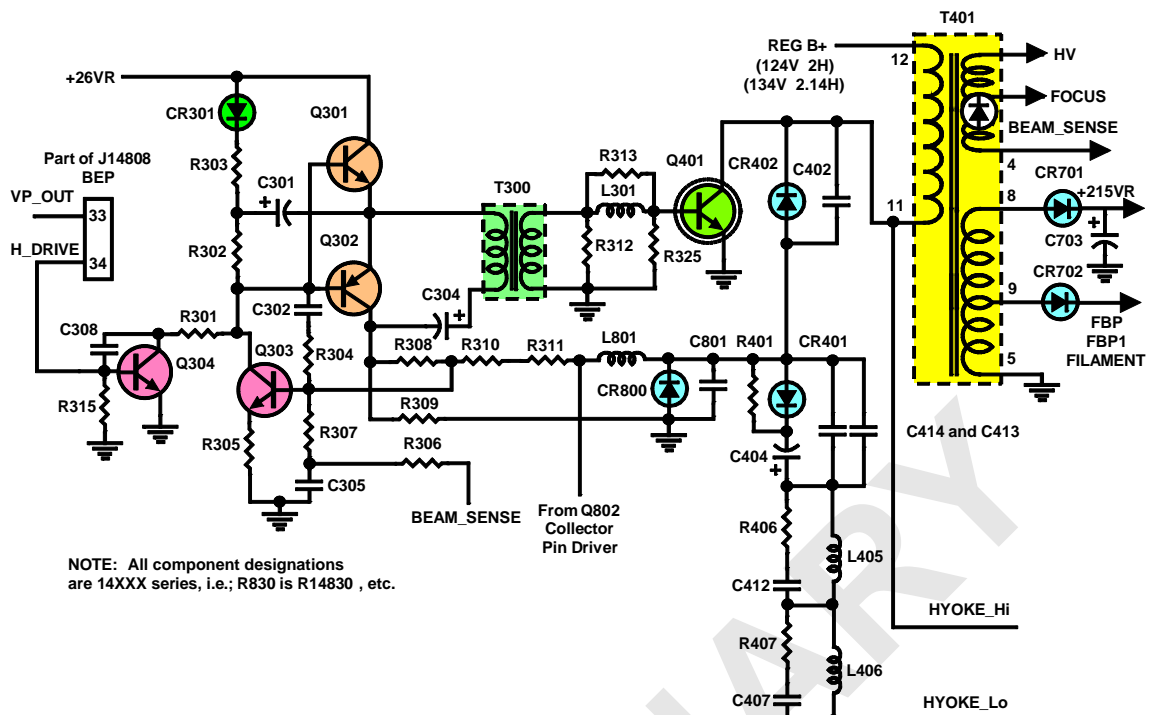 T401
REG B+
(124V 2H)
(134V 2.14H)
12
HV
FOCUS
BEAM_SENSE
4
+26VR
CR301
Q301
R303
Part of J14808
BEP
VP_OUT
33
H_DRIVE
34
C301
+
R302
Q302
T300
R313
L301
R312
R325
Q401
CR402
C402
11
8
CR701
+215VR
+
C703
9
CR702
FBP
FBP1
FILAMENT
5
C308
R301
Q304
R315
Q303
C302
R304
R305
R307
C305
R306
BEAM_SENSE
C304
+
R308
R310
R311
R309
L801
CR800
C801
R401
CR401
C404
+
C414 and C413
From Q802
Collector
Pin Driver
R406
L405
C412
R407
L406
C407
HYOKE_Hi
HYOKE_Lo
NOTE: All component designations
are 14XXX series, i.e.; R830 is R14830 , etc.